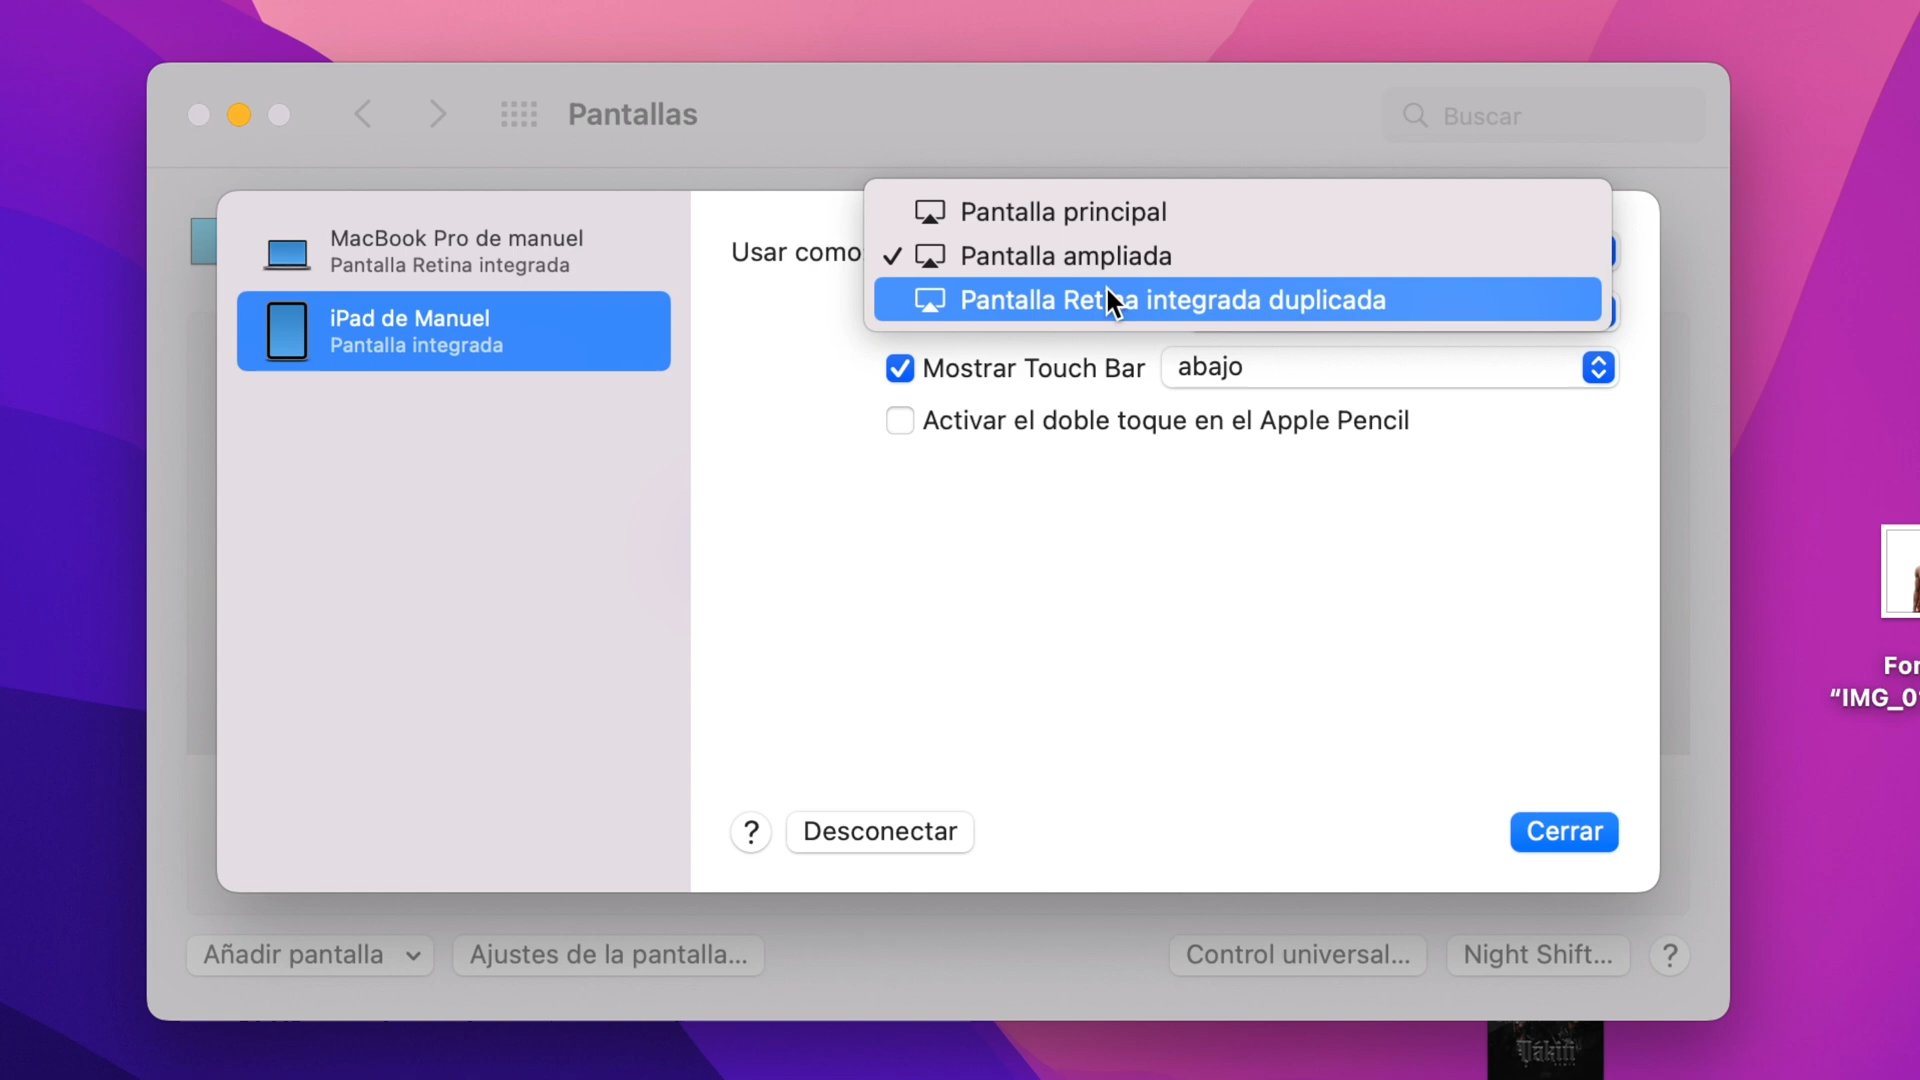 Pantallas
Buscar
MacBook Pro de manuel
Pantalla Retina integrada
iPad de Manuel
Pantalla integrada
Usar como
Pantalla principal
✓ Pantalla ampliada
Pantalla Retina integrada duplicada
Mostrar Touch Bar
abajo
Activar el doble toque en el Apple Pencil
?
Desconectar
Cerrar
Añadir pantalla
Ajustes de la pantalla...
Control universal...
Night Shift...
?